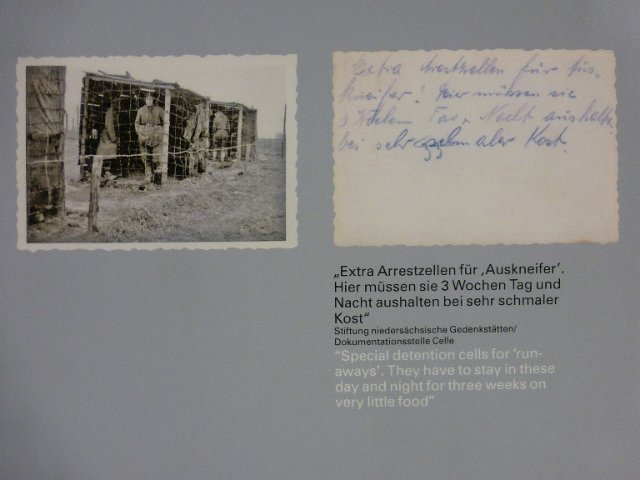 Extra Arrestzellen für Aus-
kneifer! Hier müssen sie
3 Wochen Tag u. Nacht aushalten
bei sehr schmaler Kost.
„Extra Arrestzellen für ‚Auskneifer‘.
Hier müssen sie 3 Wochen Tag und
Nacht aushalten bei sehr schmaler
Kost“
Stiftung niedersächsische Gedenkstätten/
Dokumentationsstelle Celle
“Special detention cells for ‘run-
aways’. They have to stay in these
day and night for three weeks on
very little food”